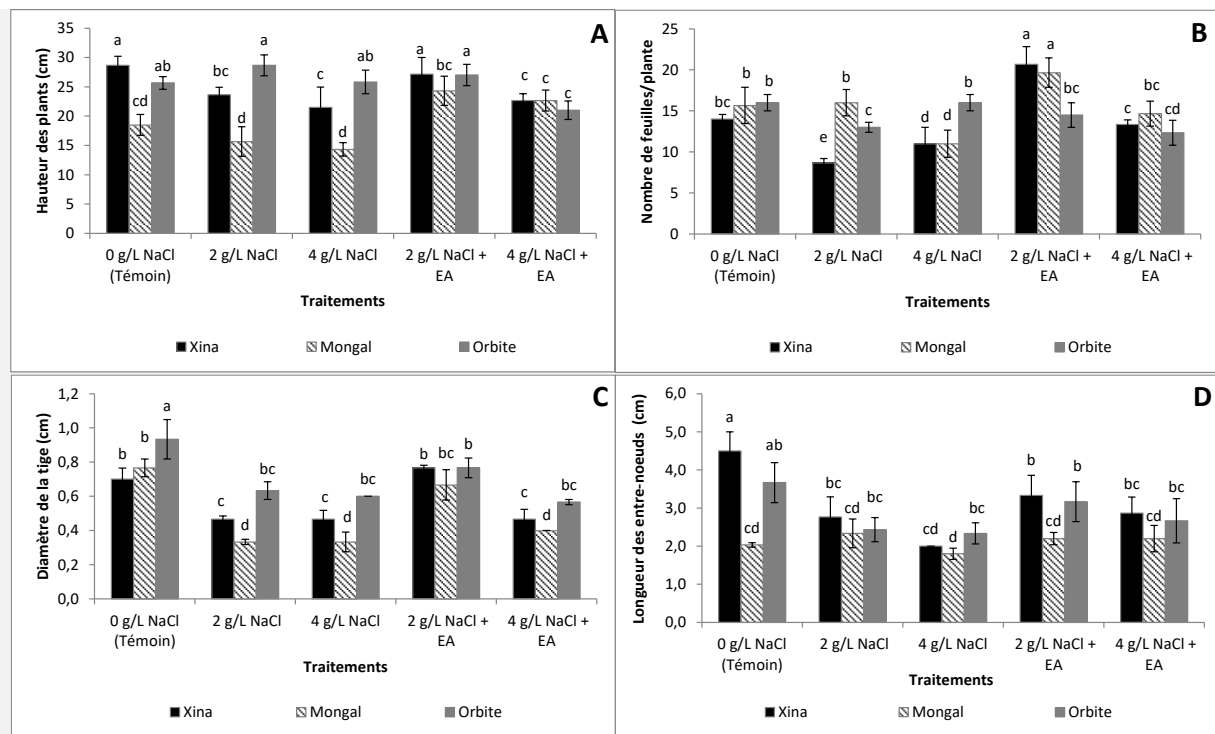 A
Hauteur des plants (cm)
35
30
25
20
15
10
5
0
a cd ab bc d a c d ab a bc a c c c
0 g/L NaCl (Témoin) 2 g/L NaCl 4 g/L NaCl 2 g/L NaCl + EA 4 g/L NaCl + EA
Traitements
Xina Mongal Orbite
B
Nombre de feuilles/plante
25
20
15
10
5
0
bc b b e b c d d b a a bc c bc cd
0 g/L NaCl (Témoin) 2 g/L NaCl 4 g/L NaCl 2 g/L NaCl + EA 4 g/L NaCl + EA
Traitements
Xina Mongal Orbite
C
Diamètre de la tige (cm)
1,2
1,0
0,8
0,6
0,4
0,2
0,0
b b a c d bc c d bc b bc b c d bc
0 g/L NaCl (Témoin) 2 g/L NaCl 4 g/L NaCl 2 g/L NaCl + EA 4 g/L NaCl + EA
Traitements
Xina Mongal Orbite
D
Longueur des entre-noeuds (cm)
6,0
5,0
4,0
3,0
2,0
1,0
0,0
a cd ab bc cd bc cd d bc b cd b bc cd bc
0 g/L NaCl (Témoin) 2 g/L NaCl 4 g/L NaCl 2 g/L NaCl + EA 4 g/L NaCl + EA
Traitements
Xina Mongal Orbite